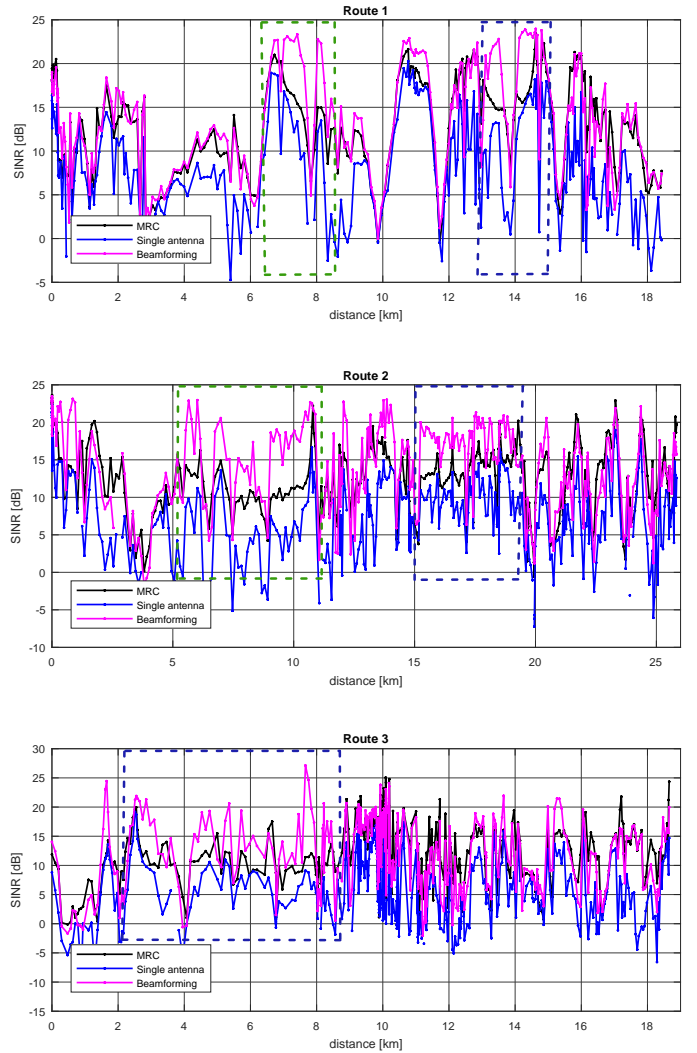 Route 1
25
20
15
10
5
0
-5
SINR [dB]
MRC
Single antenna
Beamforming
0 2 4 6 8 10 12 14 16 18
distance [km]
Route 2
25
20
15
10
5
0
-5
-10
SINR [dB]
MRC
Single antenna
Beamforming
0 5 10 15 20 25
distance [km]
Route 3
30
25
20
15
10
5
0
-5
-10
-15
SINR [dB]
MRC
Single antenna
Beamforming
0 2 4 6 8 10 12 14 16 18
distance [km]